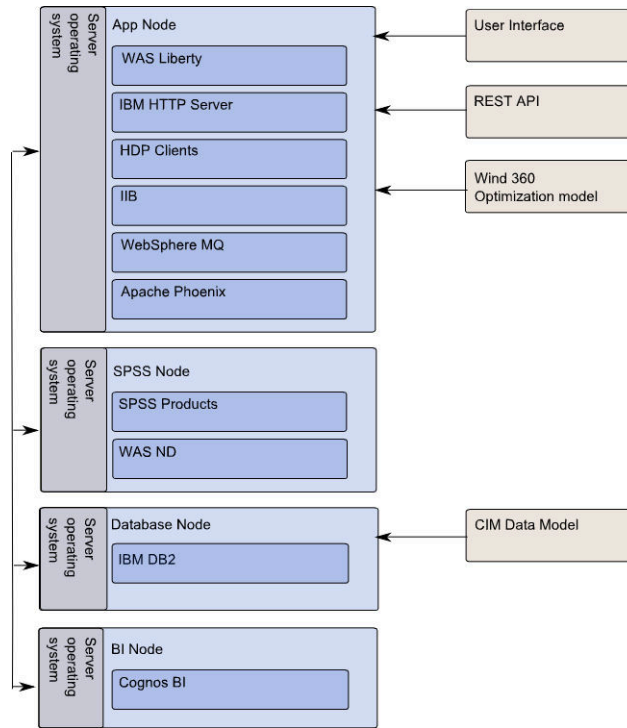 Server
operating
system
App Node
WAS Liberty
IBM HTTP Server
HDP Clients
IIB
WebSphere MQ
Apache Phoenix
User Interface
REST API
Wind 360
Optimization model
Server
operating
system
SPSS Node
SPSS Products
WAS ND
Server
operating
system
Database Node
IBM DB2
CIM Data Model
Server
operating
system
BI Node
Cognos BI